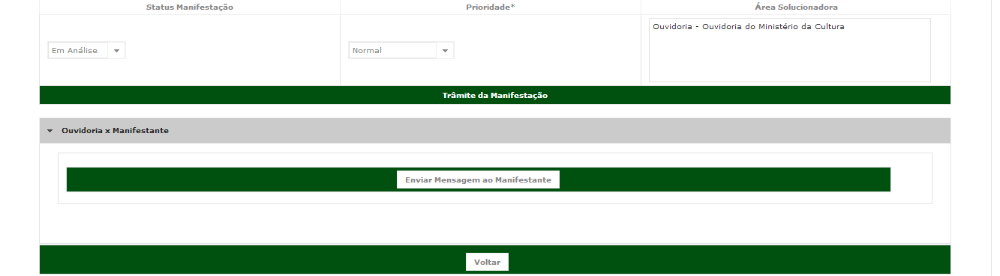 Status Manifestação Prioridade* Área Solucionadora
Em Análise Normal Ouvidoria - Ouvidoria do Ministério da Cultura
Trâmite da Manifestação
Ouvidoria x Manifestante
Enviar Mensagem ao Manifestante
Voltar